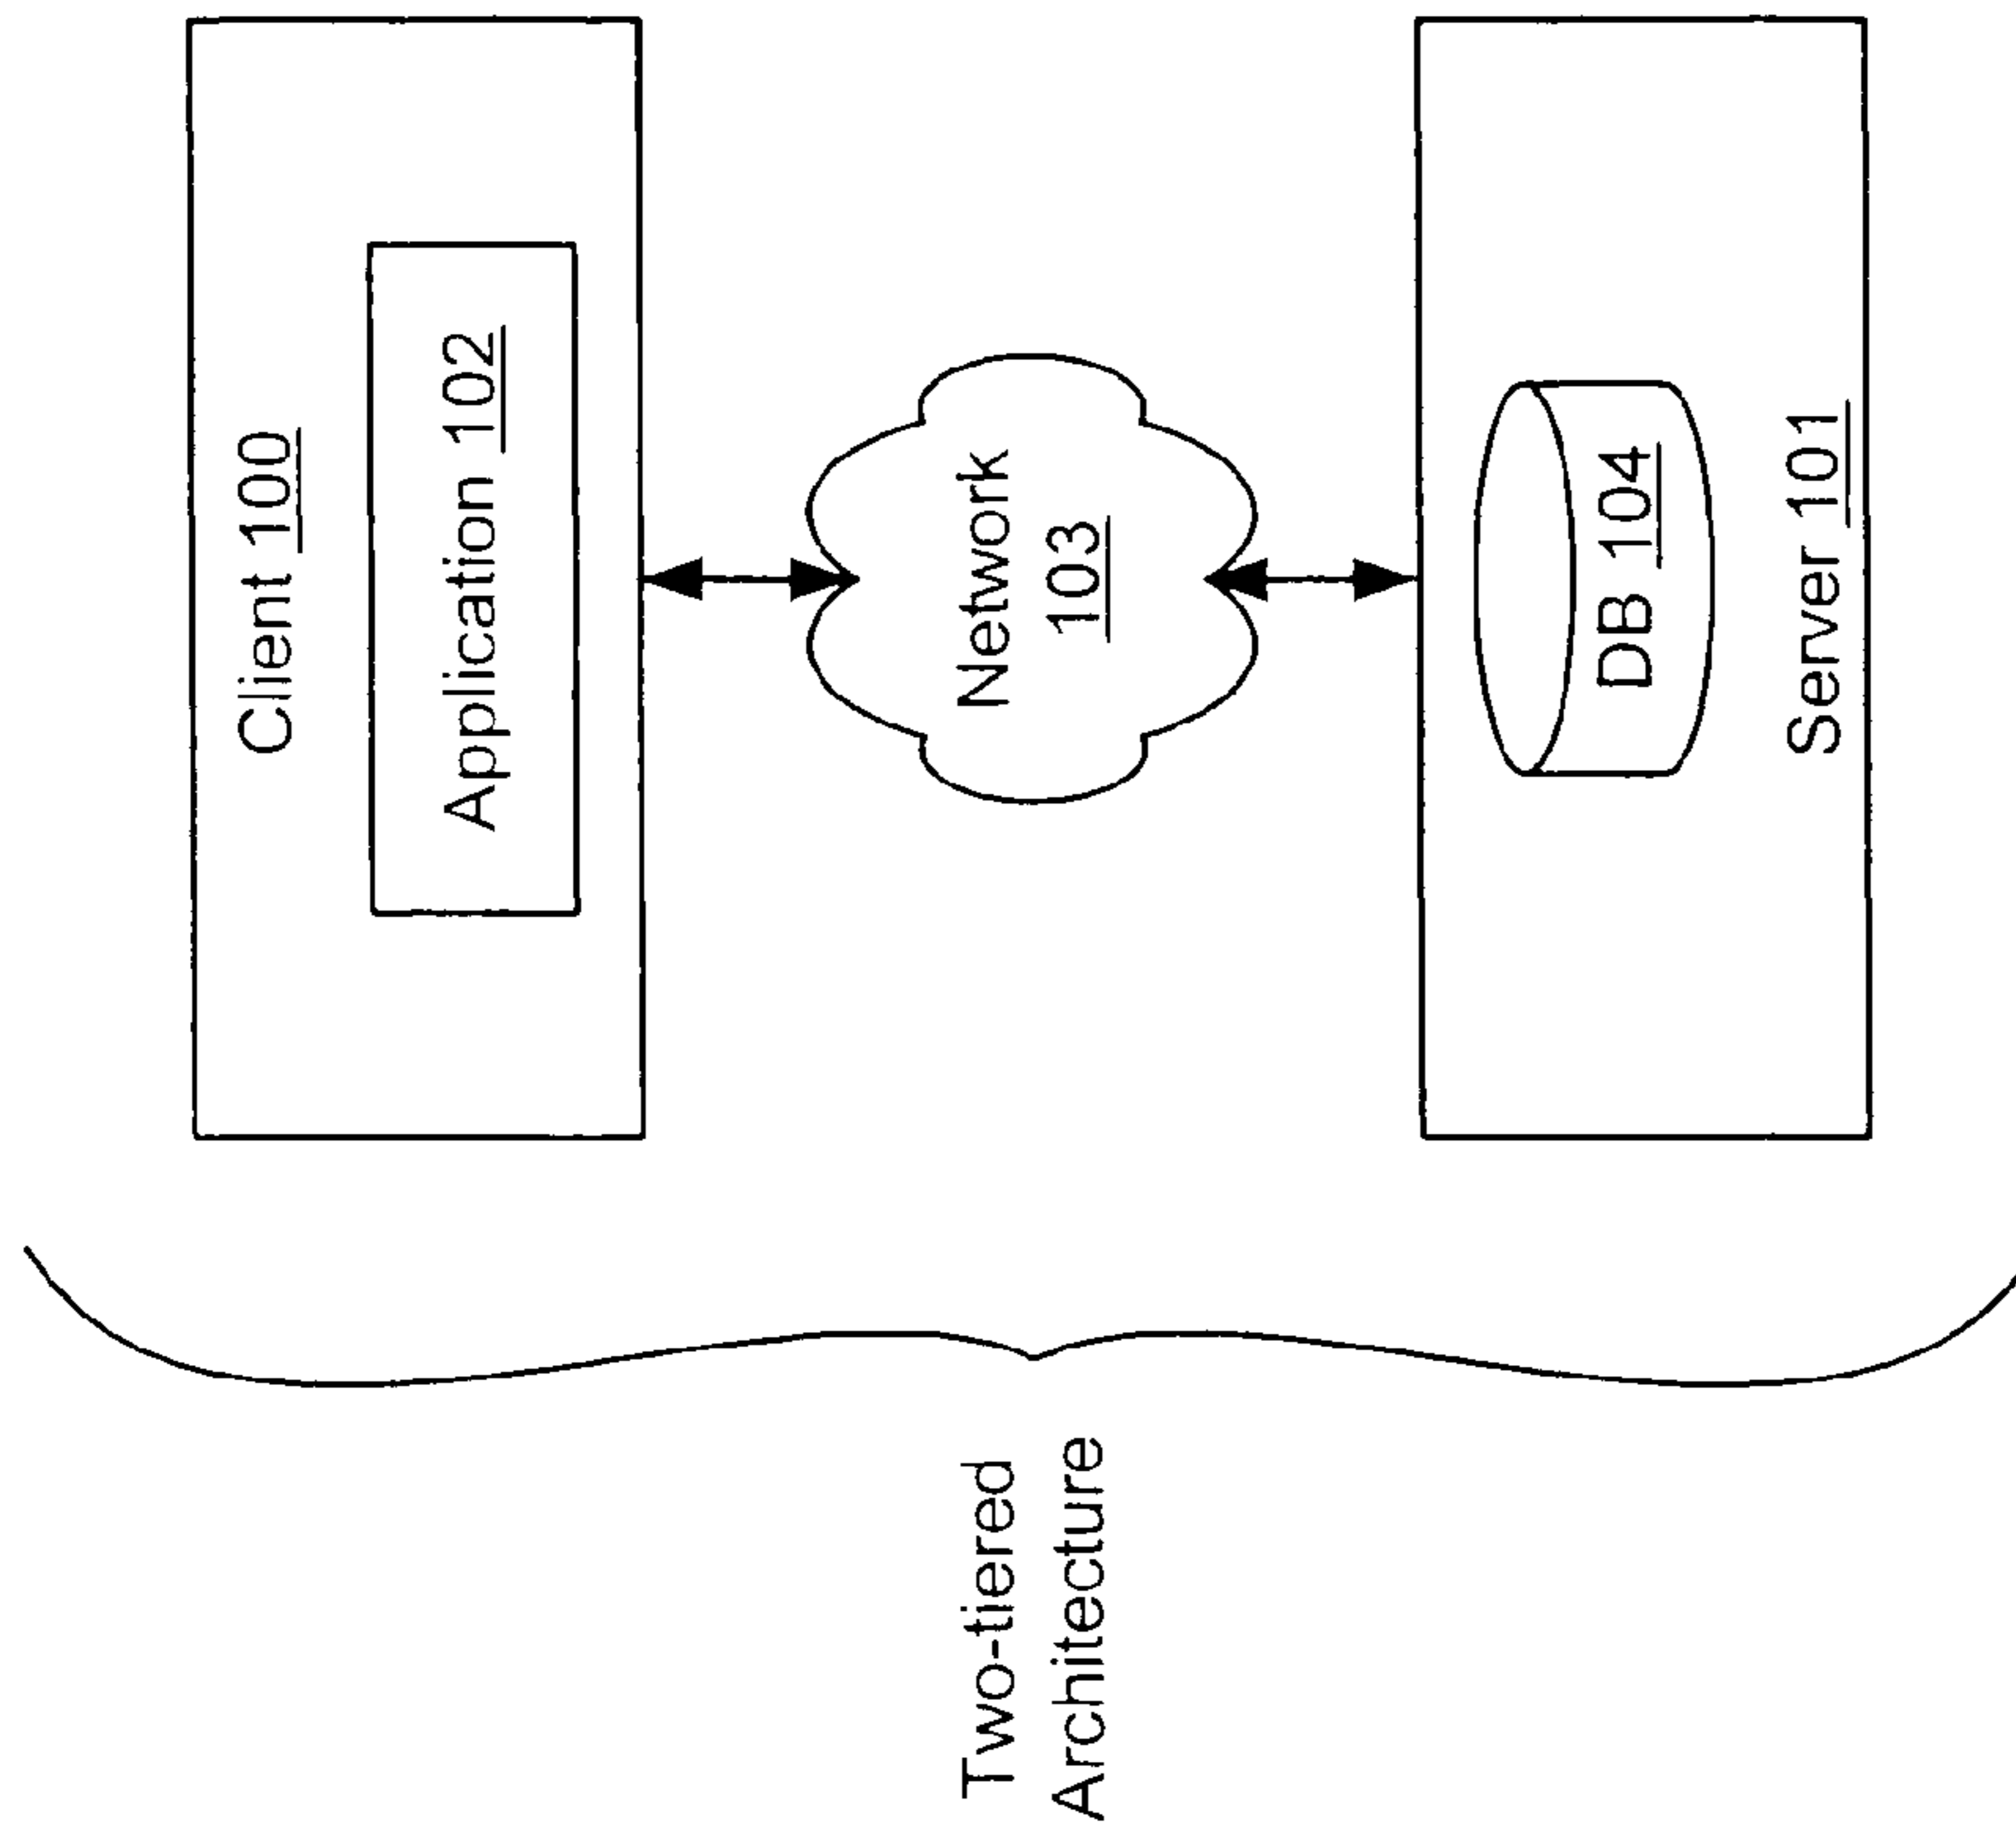 Client 100
Application 102
Network
103
DB 104
Server 101
Two-tiered
Architecture